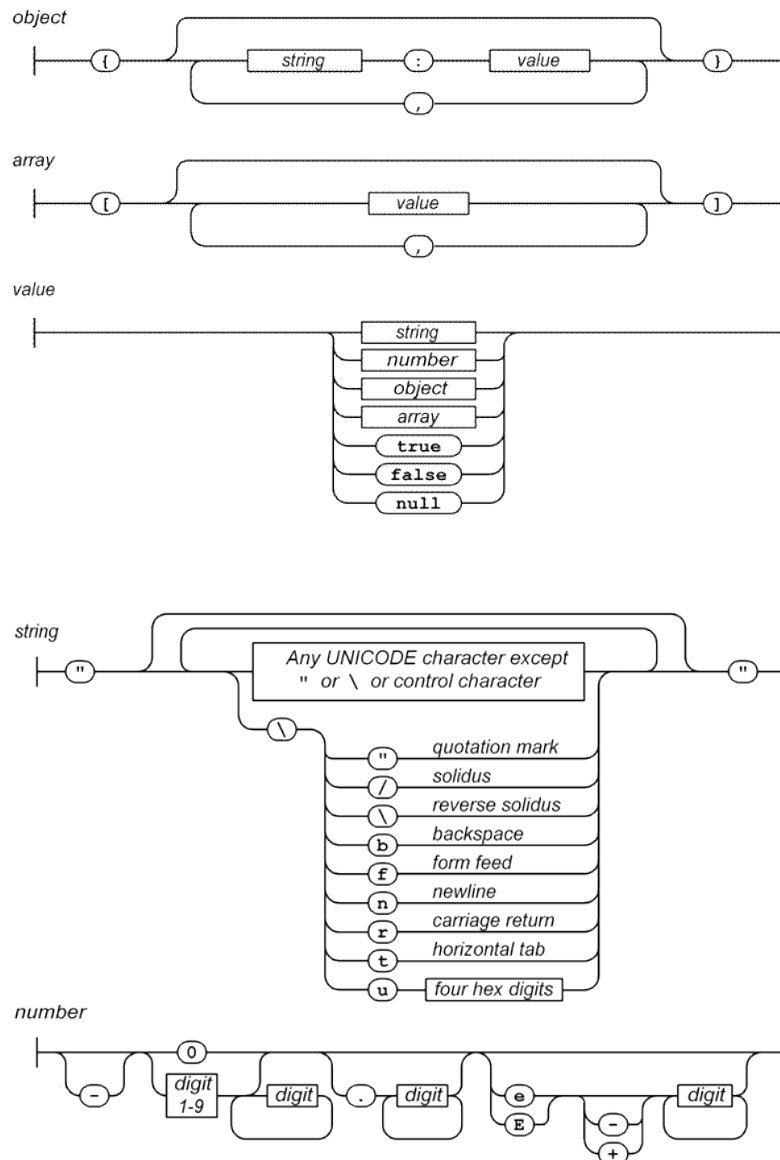 object
{ string : value }
,
array
[ value ]
,
value
string
number
object
array
true
false
null
string
" Any UNICODE character except "
" or \ or control character
\
" quotation mark
/ solidus
\ reverse solidus
b backspace
f form feed
n newline
r carriage return
t horizontal tab
u four hex digits
number
0
- digit 1-9 digit . digit e digit
E -
+